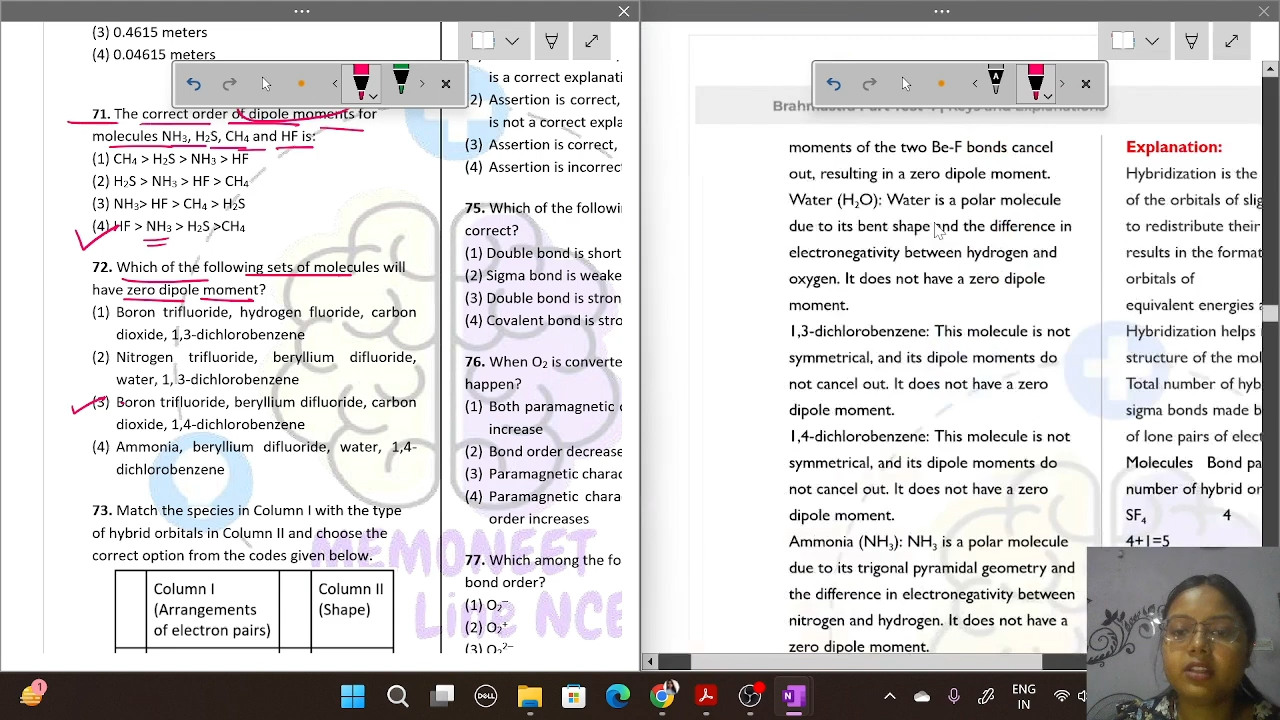 (3) 0.4615 meters
(4) 0.04615 meters
71. The correct order of dipole moments for
molecules NH₃, H₂S, CH₄ and HF is:
(1) CH₄ > H₂S > NH₃ > HF
(2) H₂S > NH₃ > HF > CH₄
(3) NH₃> HF > CH₄ > H₂S
(4) HF > NH₃ > H₂S >CH₄
72. Which of the following sets of molecules will
have zero dipole moment?
(1) Boron trifluoride, hydrogen fluoride, carbon
dioxide, 1,3-dichlorobenzene
(2) Nitrogen trifluoride, beryllium difluoride,
water, 1, 3-dichlorobenzene
(3) Boron trifluoride, beryllium difluoride, carbon
dioxide, 1,4-dichlorobenzene
(4) Ammonia, beryllium difluoride, water, 1,4-
dichlorobenzene
73. Match the species in Column I with the type
of hybrid orbitals in Column II and choose the
correct option from the codes given below.
Column I
(Arrangements
of electron pairs)
Column II
(Shape)
is a correct explanati
2) Assertion is correct,
is not a correct expla
(3) Assertion is correct,
(4) Assertion is incorrec
75. Which of the followi
correct?
(1) Double bond is short
(2) Sigma bond is weake
(3) Double bond is stron
(4) Covalent bond is stro
76. When O₂ is converte
happen?
(1) Both paramagnetic
increase
(2) Bond order decrease
(3) Paramagnetic charac
(4) Paramagnetic chara
order increases
77. Which among the fo
bond order?
(1) O₂⁻
(2) O₂⁺
(3) O₂²⁻
MEMONEET
Line NCE
moments of the two Be-F bonds cancel
out, resulting in a zero dipole moment.
Water (H₂O): Water is a polar molecule
due to its bent shape and the difference in
electronegativity between hydrogen and
oxygen. It does not have a zero dipole
moment.
1,3-dichlorobenzene: This molecule is not
symmetrical, and its dipole moments do
not cancel out. It does not have a zero
dipole moment.
1,4-dichlorobenzene: This molecule is not
symmetrical, and its dipole moments do
not cancel out. It does not have a zero
dipole moment.
Ammonia (NH₃): NH₃ is a polar molecule
due to its trigonal pyramidal geometry and
the difference in electronegativity between
nitrogen and hydrogen. It does not have a
zero dipole moment.
Explanation:
Hybridization is the
of the orbitals of slig
to redistribute their
results in the format
orbitals of
equivalent energies a
Hybridization helps
structure of the mol
Total number of hyb
sigma bonds made b
of lone pairs of elect
Molecules Bond pa
number of hybrid or
SF₄ 4
4+1=5
1
DELL
ENG
IN